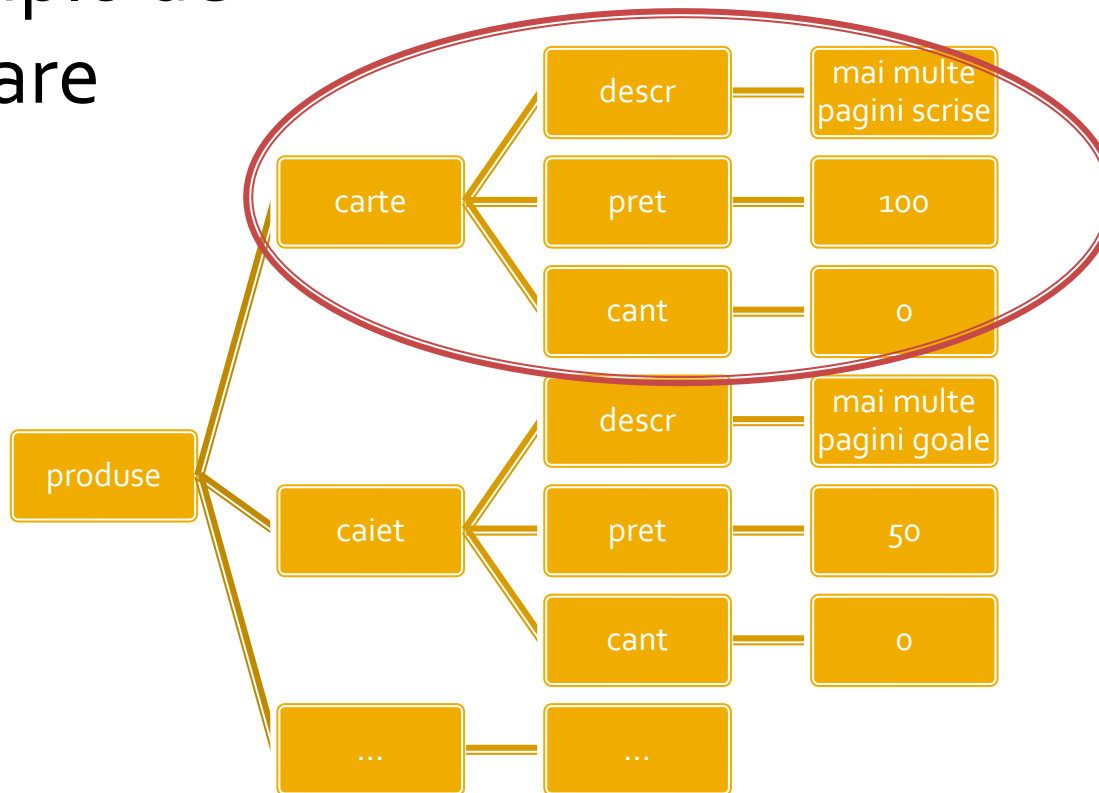 are
descr
mai multe
pagini scrise
carte
pret
100
cant
0
descr
mai multe
pagini goale
produse
caiet
pret
50
cant
0
...
...